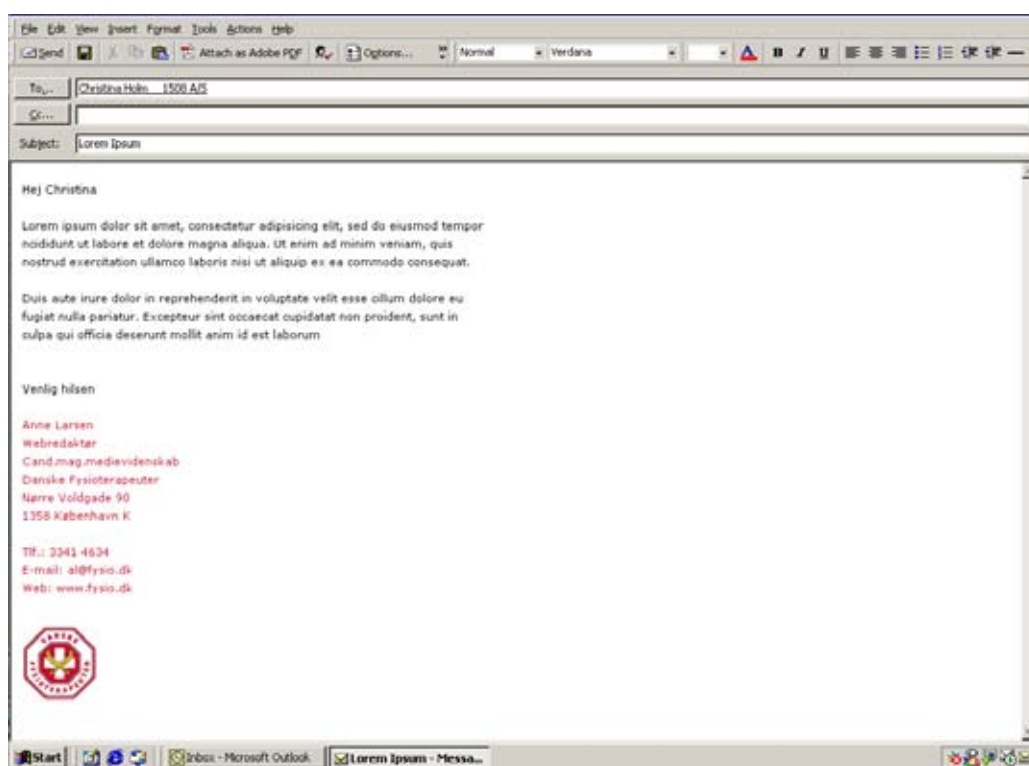 File Edit View Insert Format Tools Actions Help
Send Attach as Adobe PDF Options... Normal Verdana A B I U
To... Christina Holm 1508 A/S
Cc...
Subject: Lorem Ipsum
Hej Christina
Lorem ipsum dolor sit amet, consectetur adipisicing elit, sed do eiusmod tempor
ncididunt ut labore et dolore magna aliqua. Ut enim ad minim veniam, quis
nostrud exercitation ullamco laboris nisi ut aliquip ex ea commodo consequat.
Duis aute irure dolor in reprehenderit in voluptate velit esse cillum dolore eu
fugiat nulla pariatur. Excepteur sint occaecat cupidatat non proident, sunt in
culpa qui officia deserunt mollit anim id est laborum
Venlig hilsen
Anne Larsen
Webredaktør
Cand.mag.medievidenskab
Danske Fysioterapeuter
Nørre Voldgade 90
1358 København K
Tlf.: 3341 4634
E-mail: al@fysio.dk
Web: www.fysio.dk
DANSKE
FYSIOTERAPEUTER
Start Inbox - Microsoft Outlook Lorem Ipsum - Messa...